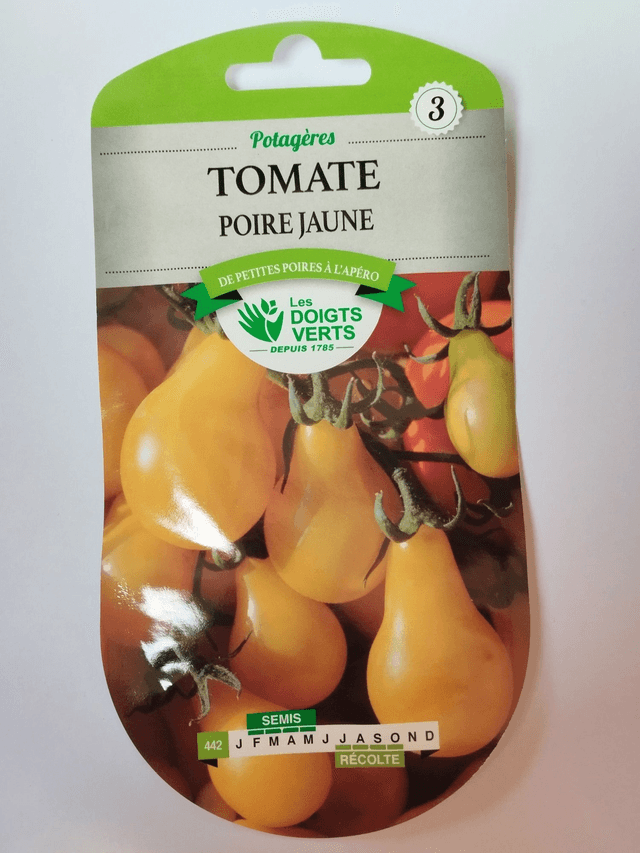 3
Potagères
TOMATE
POIRE JAUNE
DE PETITES POIRES À L'APÉRO
Les
DOIGTS
VERTS
DEPUIS 1785
SEMIS
442 J F M A M J J A S O N D
RÉCOLTE